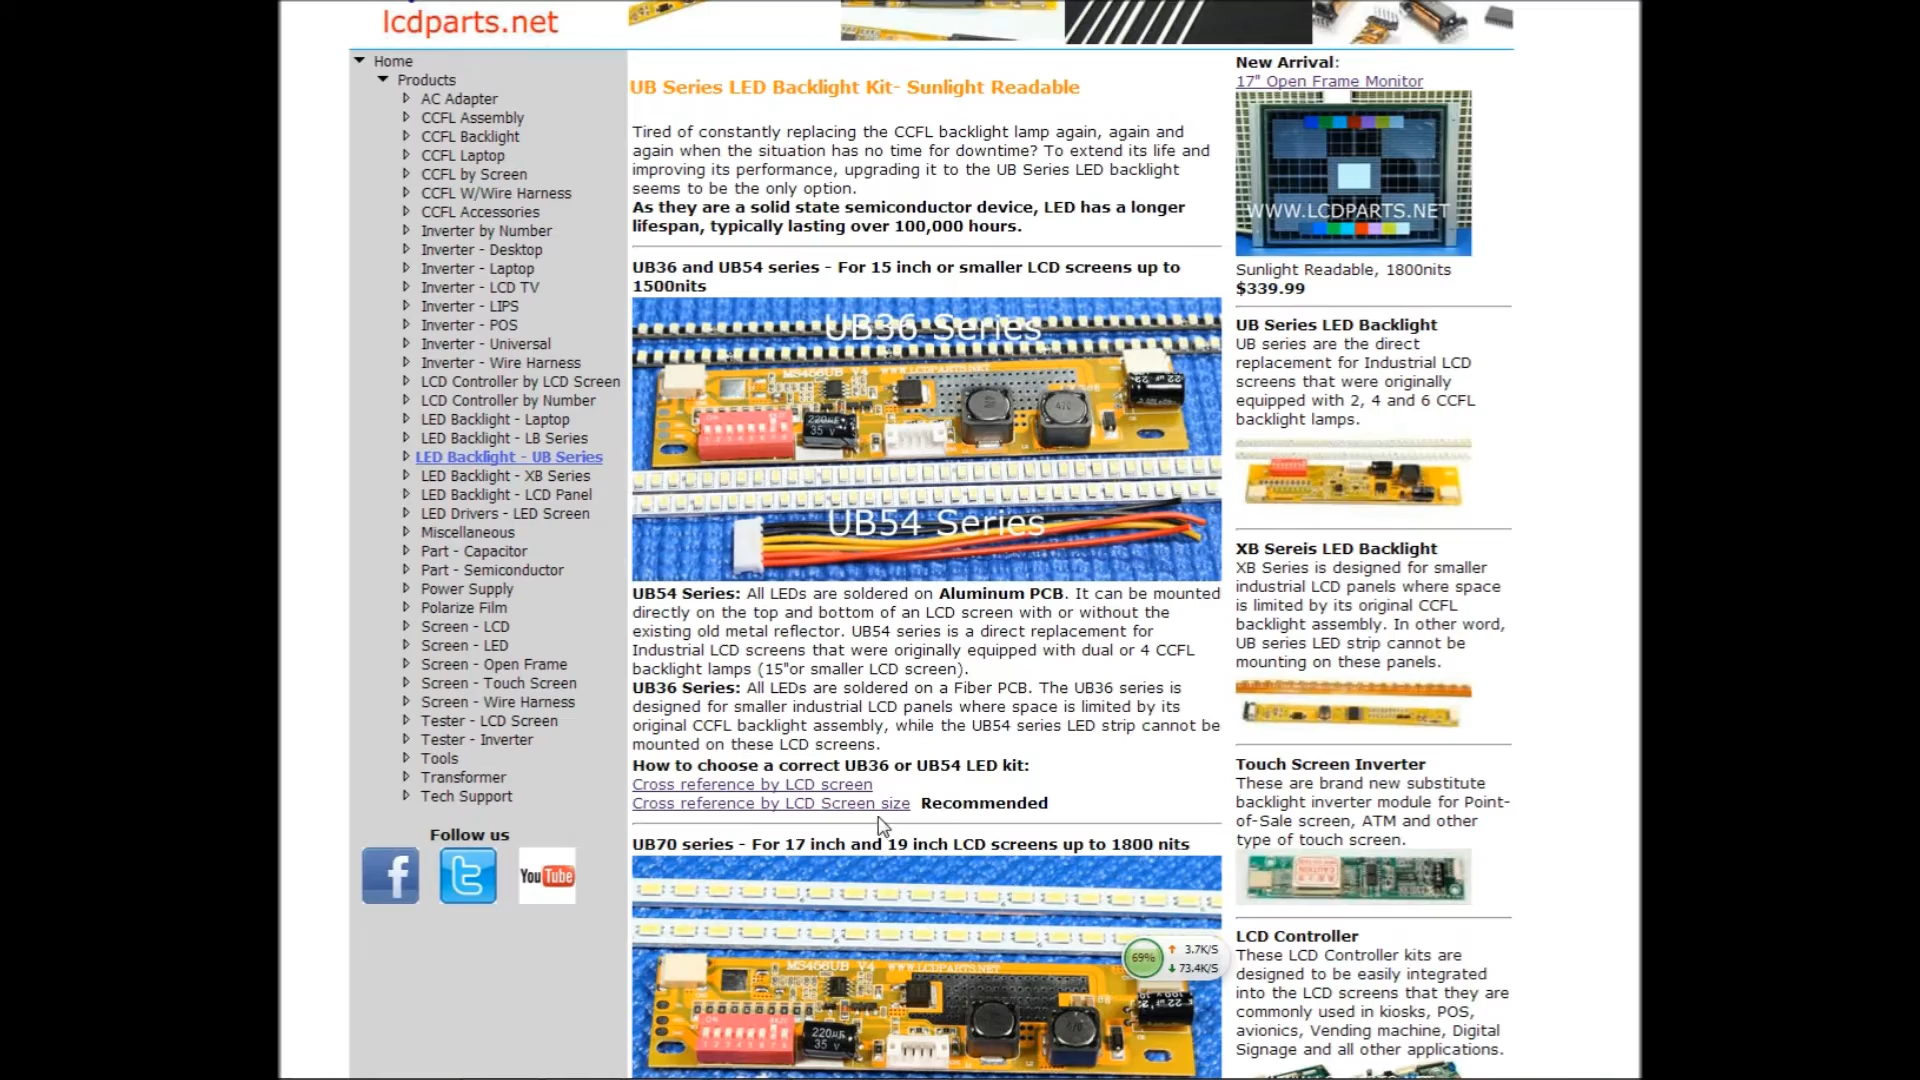 lcdparts.net
Home
Products
AC Adapter
CCFL Assembly
CCFL Backlight
CCFL Laptop
CCFL by Screen
CCFL W/Wire Harness
CCFL Accessories
Inverter by Number
Inverter - Desktop
Inverter - Laptop
Inverter - LCD TV
Inverter - LIPS
Inverter - POS
Inverter - Universal
Inverter - Wire Harness
LCD Controller by LCD Screen
LCD Controller by Number
LED Backlight - Laptop
LED Backlight - LB Series
LED Backlight - UB Series
LED Backlight - XB Series
LED Backlight - LCD Panel
LED Drivers - LED Screen
Miscellaneous
Part - Capacitor
Part - Semiconductor
Power Supply
Polarize Film
Screen - LCD
Screen - LED
Screen - Open Frame
Screen - Touch Screen
Screen - Wire Harness
Tester - LCD Screen
Tester - Inverter
Tools
Transformer
Tech Support
Follow us
You Tube
UB Series LED Backlight Kit- Sunlight Readable
Tired of constantly replacing the CCFL backlight lamp again, again and
again when the situation has no time for downtime? To extend its life and
improving its performance, upgrading it to the UB Series LED backlight
seems to be the only option.
As they are a solid state semiconductor device, LED has a longer
lifespan, typically lasting over 100,000 hours.
UB36 and UB54 series - For 15 inch or smaller LCD screens up to
1500nits
UB36 Series
MS456UB V4 WWW.LCDPARTS.NET
220µF
35 V
UB54 Series
UB54 Series: All LEDs are soldered on Aluminum PCB. It can be mounted
directly on the top and bottom of an LCD screen with or without the
existing old metal reflector. UB54 series is a direct replacement for
Industrial LCD screens that were originally equipped with dual or 4 CCFL
backlight lamps (15"or smaller LCD screen).
UB36 Series: All LEDs are soldered on a Fiber PCB. The UB36 series is
designed for smaller industrial LCD panels where space is limited by its
original CCFL backlight assembly, while the UB54 series LED strip cannot be
mounted on these LCD screens.
How to choose a correct UB36 or UB54 LED kit:
Cross reference by LCD screen
Cross reference by LCD Screen size Recommended
UB70 series - For 17 inch and 19 inch LCD screens up to 1800 nits
MS456UB V4 WWW.LCDPARTS.NET
220µF
35 V
69%
3.7K/S
73.4K/S
New Arrival:
17" Open Frame Monitor
WWW.LCDPARTS.NET
Sunlight Readable, 1800nits
$339.99
UB Series LED Backlight
UB series are the direct
replacement for Industrial LCD
screens that were originally
equipped with 2, 4 and 6 CCFL
backlight lamps.
XB Sereis LED Backlight
XB Series is designed for smaller
industrial LCD panels where space
is limited by its original CCFL
backlight assembly. In other word,
UB series LED strip cannot be
mounting on these panels.
Touch Screen Inverter
These are brand new substitute
backlight inverter module for Point-
of-Sale screen, ATM and other
type of touch screen.
LCD Controller
These LCD Controller kits are
designed to be easily integrated
into the LCD screens that they are
commonly used in kiosks, POS,
avionics, Vending machine, Digital
Signage and all other applications.